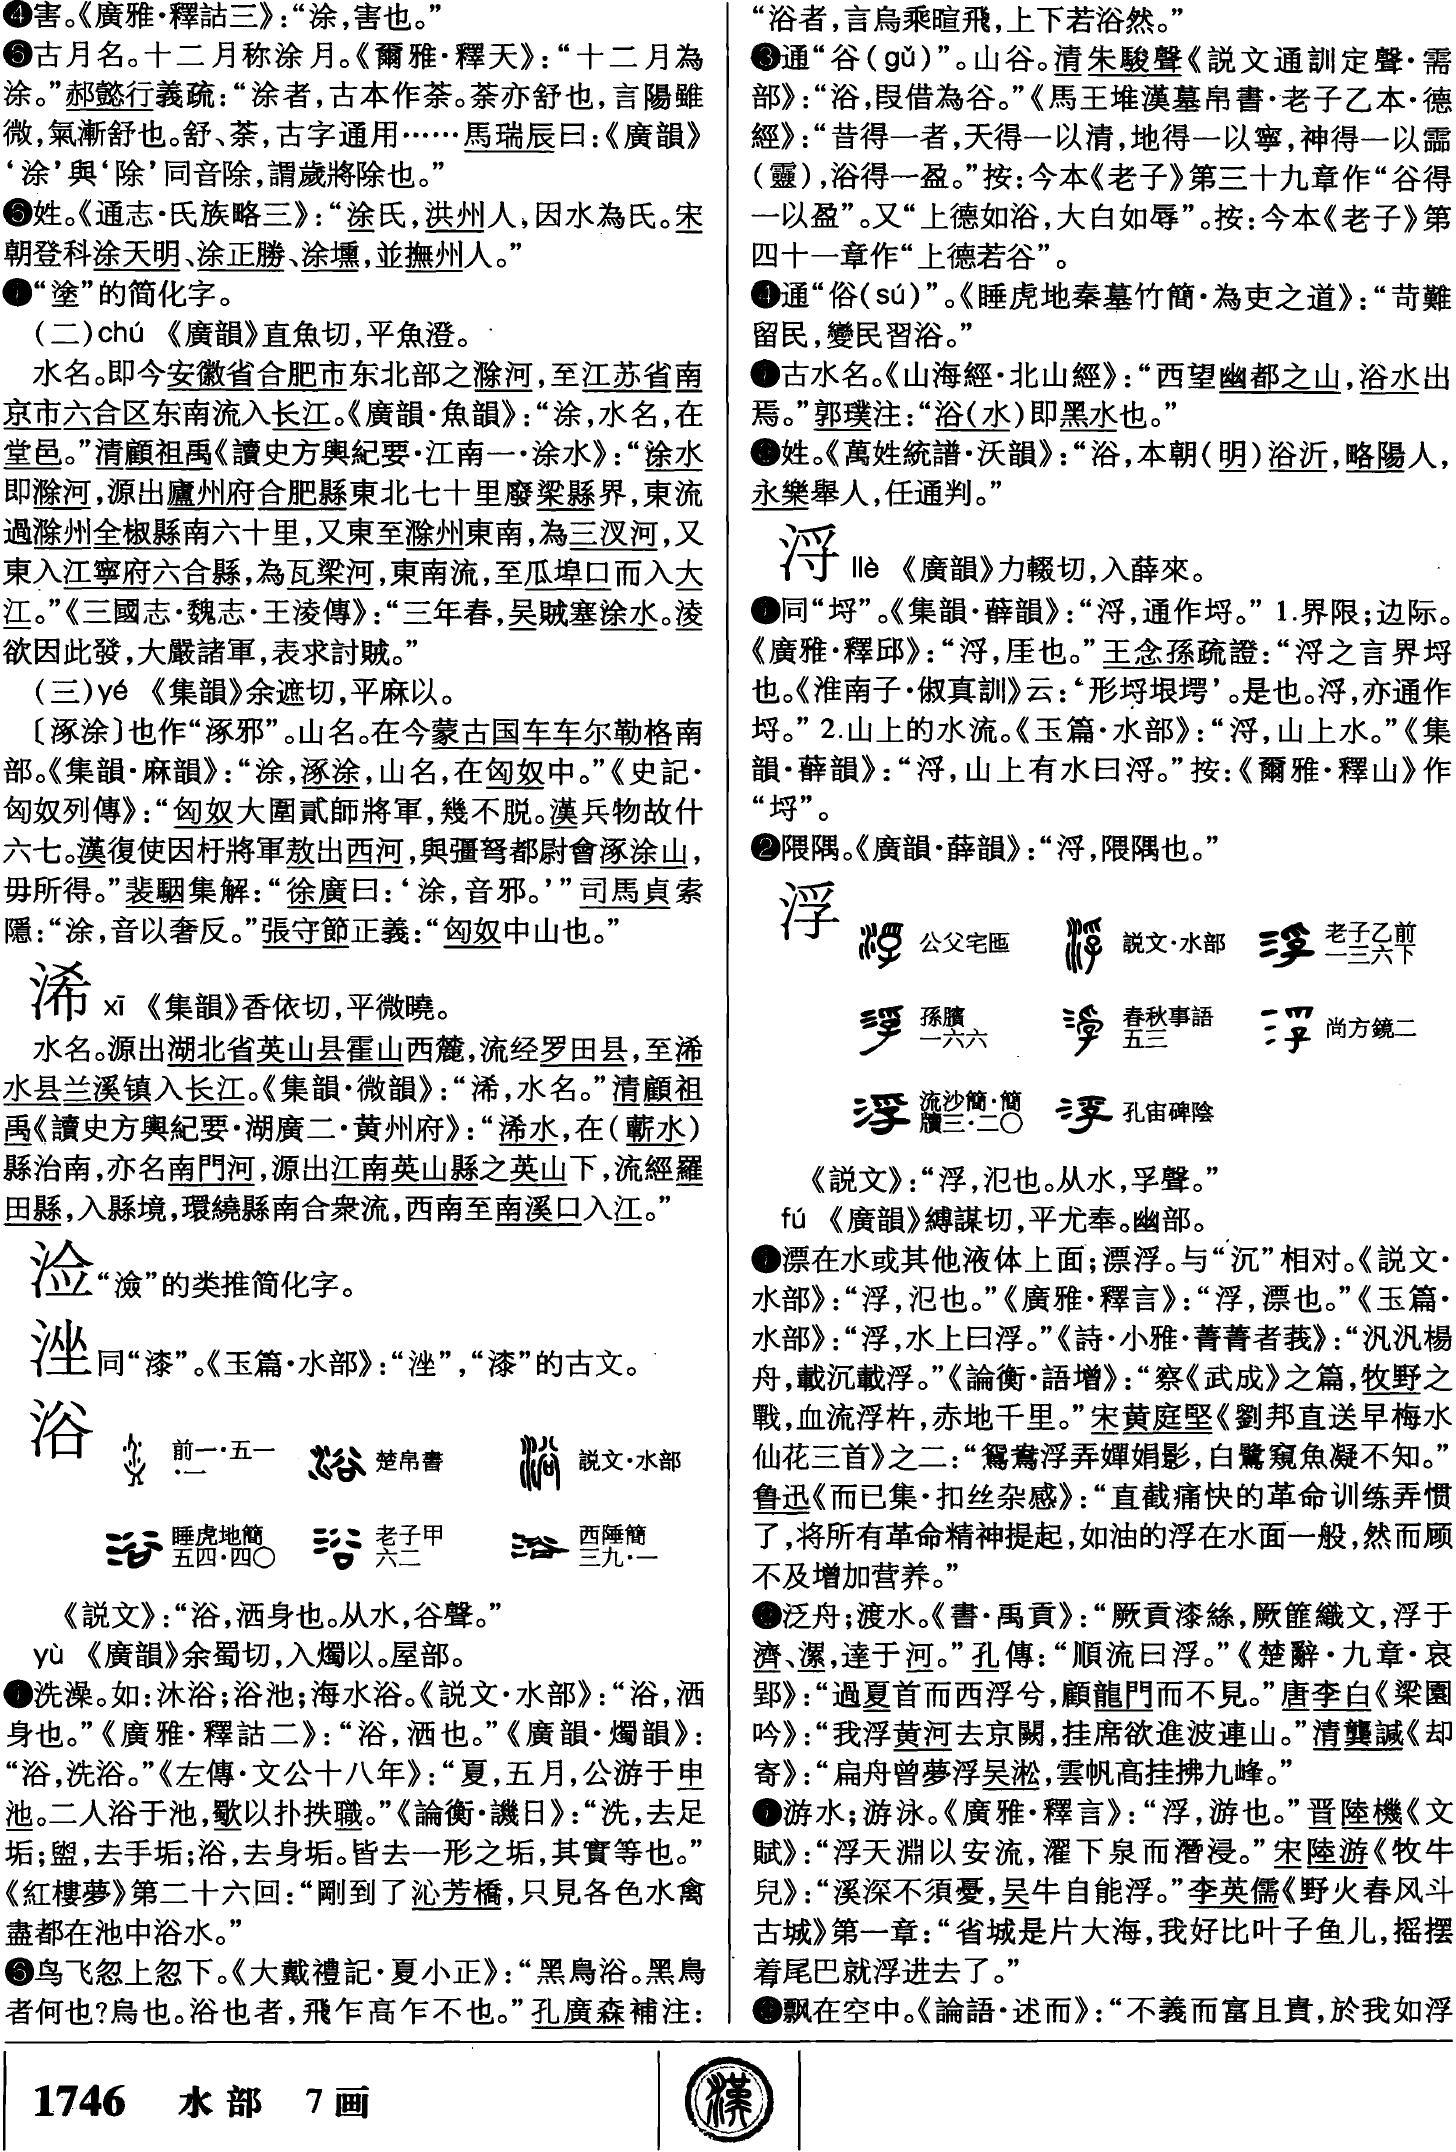 ❹害。《廣雅·釋詁三》：“涂，害也。”
❺古月名。十二月称涂月。《爾雅·釋天》：“十二月為
涂。”郝懿行義疏：“涂者，古本作荼。荼亦舒也，言陽雖
微，氣漸舒也。舒、荼，古字通用……馬瑞辰曰：《廣韻》
‘涂’與‘除’同音除，謂歲將除也。”
❻姓。《通志·氏族略三》：“涂氏，洪州人，因水為氏。宋
朝登科涂天明、涂正勝、涂壎，並撫州人。”
❼“塗”的简化字。
（二）chú 《廣韻》直魚切，平魚澄。
水名。即今安徽省合肥市东北部之滁河，至江苏省南
京市六合区东南流入长江。《廣韻·魚韻》：“涂，水名，在
堂邑。”清顧祖禹《讀史方輿紀要·江南一·涂水》：“涂水
即滁河，源出廬州府合肥縣東北七十里廢梁縣界，東流
過滁州全椒縣南六十里，又東至滁州東南，為三汊河，又
東入江寧府六合縣，為瓦梁河，東南流，至瓜埠口而入大
江。”《三國志·魏志·王淩傳》：“三年春，吴賊塞涂水。淩
欲因此發，大嚴諸軍，表求討賊。”
（三）yé 《集韻》余遮切，平麻以。
〔涿涂〕也作“涿邪”。山名。在今蒙古国车车尔勒格南
部。《集韻·麻韻》：“涂，涿涂，山名，在匈奴中。”《史記·
匈奴列傳》：“匈奴大圍貳師將軍，幾不脱。漢兵物故什
六七。漢復使因杅將軍敖出西河，與彊弩都尉會涿涂山，
毋所得。”裴駰集解：“徐廣曰：‘涂，音邪。’”司馬貞索
隱：“涂，音以奢反。”張守節正義：“匈奴中山也。”
浠 xī 《集韻》香依切，平微曉。
水名。源出湖北省英山县霍山西麓，流经罗田县，至浠
水县兰溪镇入长江。《集韻·微韻》：“浠，水名。”清顧祖
禹《讀史方輿紀要·湖廣二·黄州府》：“浠水，在（蘄水）
縣治南，亦名南門河，源出江南英山縣之英山下，流經羅
田縣，入縣境，環繞縣南合衆流，西南至南溪口入江。”
浍“澰”的类推简化字。
㳬同“漆”。《玉篇·水部》：“㳬”，“漆”的古文。
浴
前一·五一·一 楚帛書 説文·水部
睡虎地簡五四·四〇 老子甲六二 西陲簡三九·一
《説文》：“浴，洒身也。从水，谷聲。”
yù 《廣韻》余蜀切，入燭以。屋部。
❶洗澡。如：沐浴；浴池；海水浴。《説文·水部》：“浴，洒
身也。”《廣雅·釋詁二》：“浴，洒也。”《廣韻·燭韻》：
“浴，洗浴。”《左傳·文公十八年》：“夏，五月，公游于申
池。二人浴于池，歜以扑抶職。”《論衡·譏日》：“洗，去足
垢；盥，去手垢；浴，去身垢。皆去一形之垢，其實等也。”
《紅樓夢》第二十六回：“剛到了沁芳橋，只見各色水禽
盡都在池中浴水。”
❷鸟飞忽上忽下。《大戴禮記·夏小正》：“黑鳥浴。黑鳥
者何也？烏也。浴也者，飛乍高乍不也。”孔廣森補注：
“浴者，言烏乘暄飛，上下若浴然。”
❸通“谷（gǔ）”。山谷。清朱駿聲《説文通訓定聲·需
部》：“浴，叚借為谷。”《馬王堆漢墓帛書·老子乙本·德
經》：“昔得一者，天得一以清，地得一以寧，神得一以霝
（靈），浴得一盈。”按：今本《老子》第三十九章作“谷得
一以盈”。又“上德如浴，大白如辱”。按：今本《老子》第
四十一章作“上德若谷”。
❹通“俗（sú）”。《睡虎地秦墓竹簡·為吏之道》：“苛難
留民，變民習浴。”
❺古水名。《山海經·北山經》：“西望幽都之山，浴水出
焉。”郭璞注：“浴（水）即黑水也。”
❻姓。《萬姓統譜·沃韻》：“浴，本朝（明）浴沂，略陽人，
永樂舉人，任通判。”
浖 liè 《廣韻》力輟切，入薛來。
❶同“埒”。《集韻·薛韻》：“浖，通作埒。” 1.界限；边际。
《廣雅·釋邱》：“浖，厓也。”王念孫疏證：“浖之言界埒
也。《淮南子·俶真訓》云：‘形埒垠堮’。是也。浖，亦通作
埒。” 2.山上的水流。《玉篇·水部》：“浖，山上水。”《集
韻·薛韻》：“浖，山上有水曰浖。”按：《爾雅·釋山》作
“埒”。
❷隈隅。《廣韻·薛韻》：“浖，隈隅也。”
浮
公父宅匜 説文·水部 老子乙前一三六下
孫臏一六六 春秋事語五三 尚方鏡二
流沙簡·簡牘三·二〇 孔宙碑陰
《説文》：“浮，氾也。从水，孚聲。”
fú 《廣韻》縛謀切，平尤奉。幽部。
❶漂在水或其他液体上面；漂浮。与“沉”相对。《説文·
水部》：“浮，氾也。”《廣雅·釋言》：“浮，漂也。”《玉篇·
水部》：“浮，水上曰浮。”《詩·小雅·菁菁者莪》：“汎汎楊
舟，載沉載浮。”《論衡·語增》：“察《武成》之篇，牧野之
戰，血流浮杵，赤地千里。”宋黄庭堅《劉邦直送早梅水
仙花三首》之二：“鴛鴦浮弄嬋娟影，白鷺窺魚凝不知。”
鲁迅《而已集·扣丝杂感》：“直截痛快的革命训练弄惯
了，将所有革命精神提起，如油的浮在水面一般，然而顾
不及增加营养。”
❷泛舟；渡水。《書·禹貢》：“厥貢漆絲，厥篚織文，浮于
濟、漯，達于河。”孔傳：“順流曰浮。”《楚辭·九章·哀
郢》：“過夏首而西浮兮，顧龍門而不見。”唐李白《梁園
吟》：“我浮黄河去京闕，挂席欲進波連山。”清龔諴《却
寄》：“扁舟曾夢浮吴淞，雲帆高挂拂九峰。”
❸游水；游泳。《廣雅·釋言》：“浮，游也。”晋陸機《文
賦》：“浮天淵以安流，濯下泉而潛浸。”宋陸游《牧牛
兒》：“溪深不須憂，吴牛自能浮。”李英儒《野火春风斗
古城》第一章：“省城是片大海，我好比叶子鱼儿，摇摆
着尾巴就浮进去了。”
❹飘在空中。《論語·述而》：“不義而富且貴，於我如浮
1746 水部 7画
漢